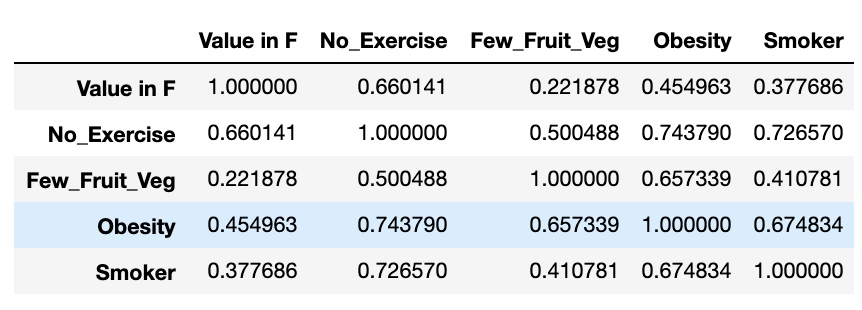 Value in F No_Exercise Few_Fruit_Veg Obesity Smoker
Value in F 1.000000 0.660141 0.221878 0.454963 0.377686
No_Exercise 0.660141 1.000000 0.500488 0.743790 0.726570
Few_Fruit_Veg 0.221878 0.500488 1.000000 0.657339 0.410781
Obesity 0.454963 0.743790 0.657339 1.000000 0.674834
Smoker 0.377686 0.726570 0.410781 0.674834 1.000000